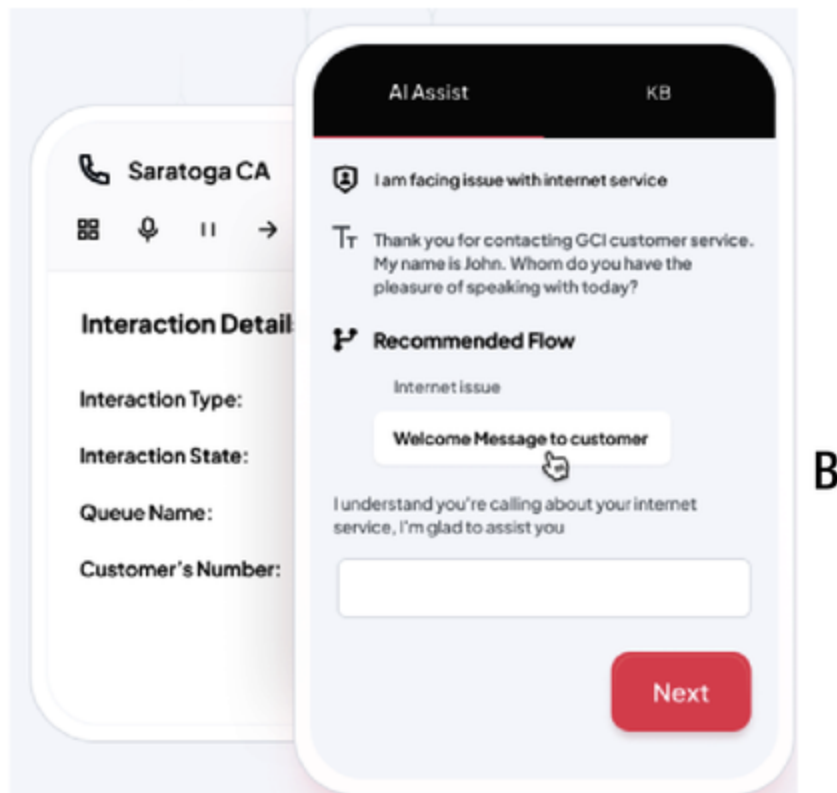 Saratoga CA
Interaction Detail
Interaction Type:
Interaction State:
Queue Name:
Customer's Number:
AI Assist
KB
I am facing issue with internet service
Tт
Thank you for contacting GCI customer service.
My name is John. Whom do you have the
pleasure of speaking with today?
Recommended Flow
Internet issue
Welcome Message to customer
I understand you're calling about your internet
service, I'm glad to assist you
Next
B